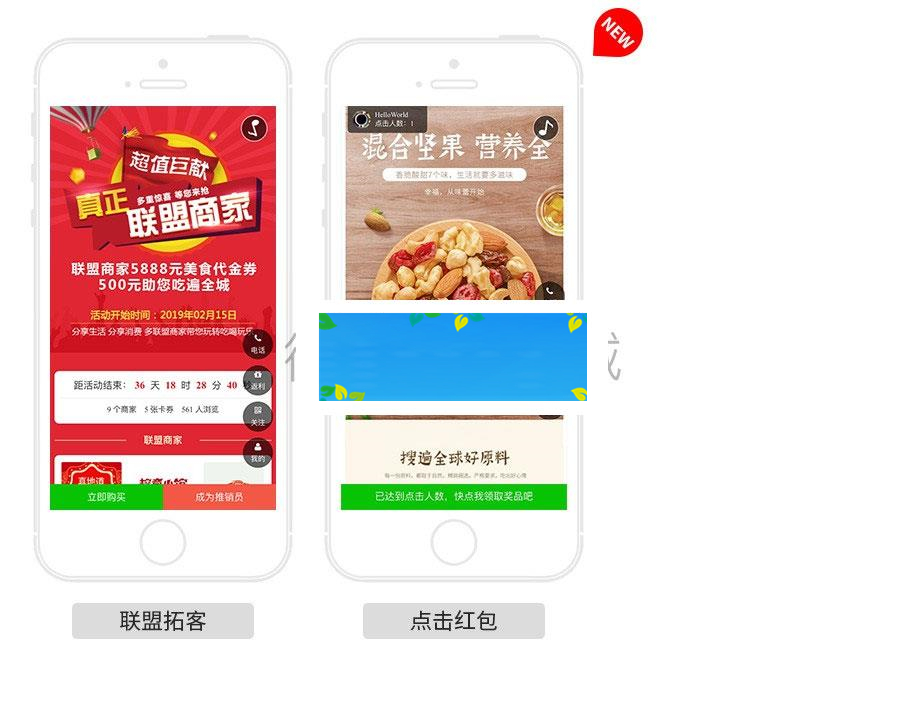 NEW
超值巨献
真正
多重惊喜 等您来抢
联盟商家
联盟商家5888元美食代金券
500元助您吃遍全城
活动开始时间：2019年02月15日
分享生活 分享消费 多联盟商家带您玩转吃喝玩乐
电话
距活动结束： 36 天 18 时 28 分 40
返利
9 个商家 5 张卡券 561 人浏览
关注
联盟商家
我的
真地道
立即购买
成为推销员
联盟拓客
HelloWorld
点击人数：1
混合坚果 营养全
香脆酸甜7个味，生活就要多滋味
幸福，从味蕾开始
搜遍全球好原料
已达到点击人数，快点我领取奖品吧
点击红包